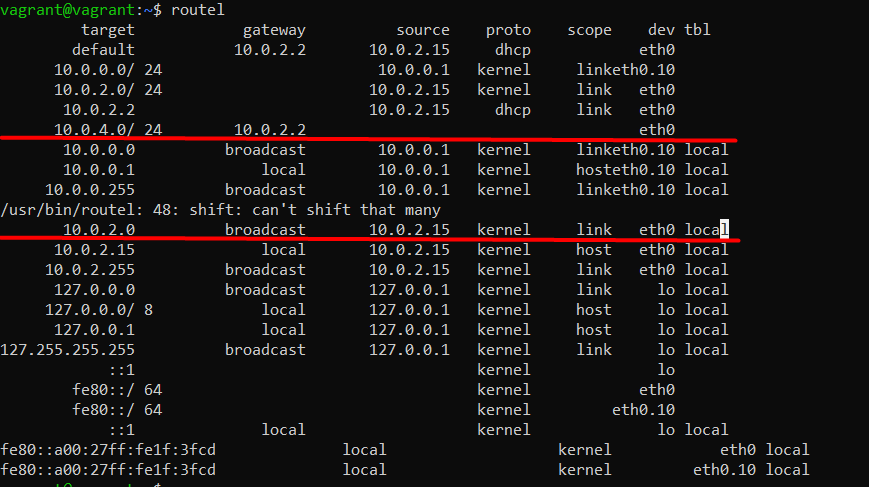 vagrant@vagrant:~$ routel
target gateway source proto scope dev tbl
default 10.0.2.2 10.0.2.15 dhcp eth0
10.0.0.0/ 24 10.0.0.1 kernel linketh0.10
10.0.2.0/ 24 10.0.2.15 kernel link eth0
10.0.2.2 10.0.2.15 dhcp link eth0
10.0.4.0/ 24 10.0.2.2 eth0
10.0.0.0 broadcast 10.0.0.1 kernel linketh0.10 local
10.0.0.1 local 10.0.0.1 kernel hosteth0.10 local
10.0.0.255 broadcast 10.0.0.1 kernel linketh0.10 local
/usr/bin/routel: 48: shift: can't shift that many
10.0.2.0 broadcast 10.0.2.15 kernel link eth0 local
10.0.2.15 local 10.0.2.15 kernel host eth0 local
10.0.2.255 broadcast 10.0.2.15 kernel link eth0 local
127.0.0.0 broadcast 127.0.0.1 kernel link lo local
127.0.0.0/ 8 local 127.0.0.1 kernel host lo local
127.0.0.1 local 127.0.0.1 kernel host lo local
127.255.255.255 broadcast 127.0.0.1 kernel link lo local
::1 kernel lo
fe80::/ 64 kernel eth0
fe80::/ 64 kernel eth0.10
::1 local kernel lo local
fe80::a00:27ff:fe1f:3fcd local kernel eth0 local
fe80::a00:27ff:fe1f:3fcd local kernel eth0.10 local